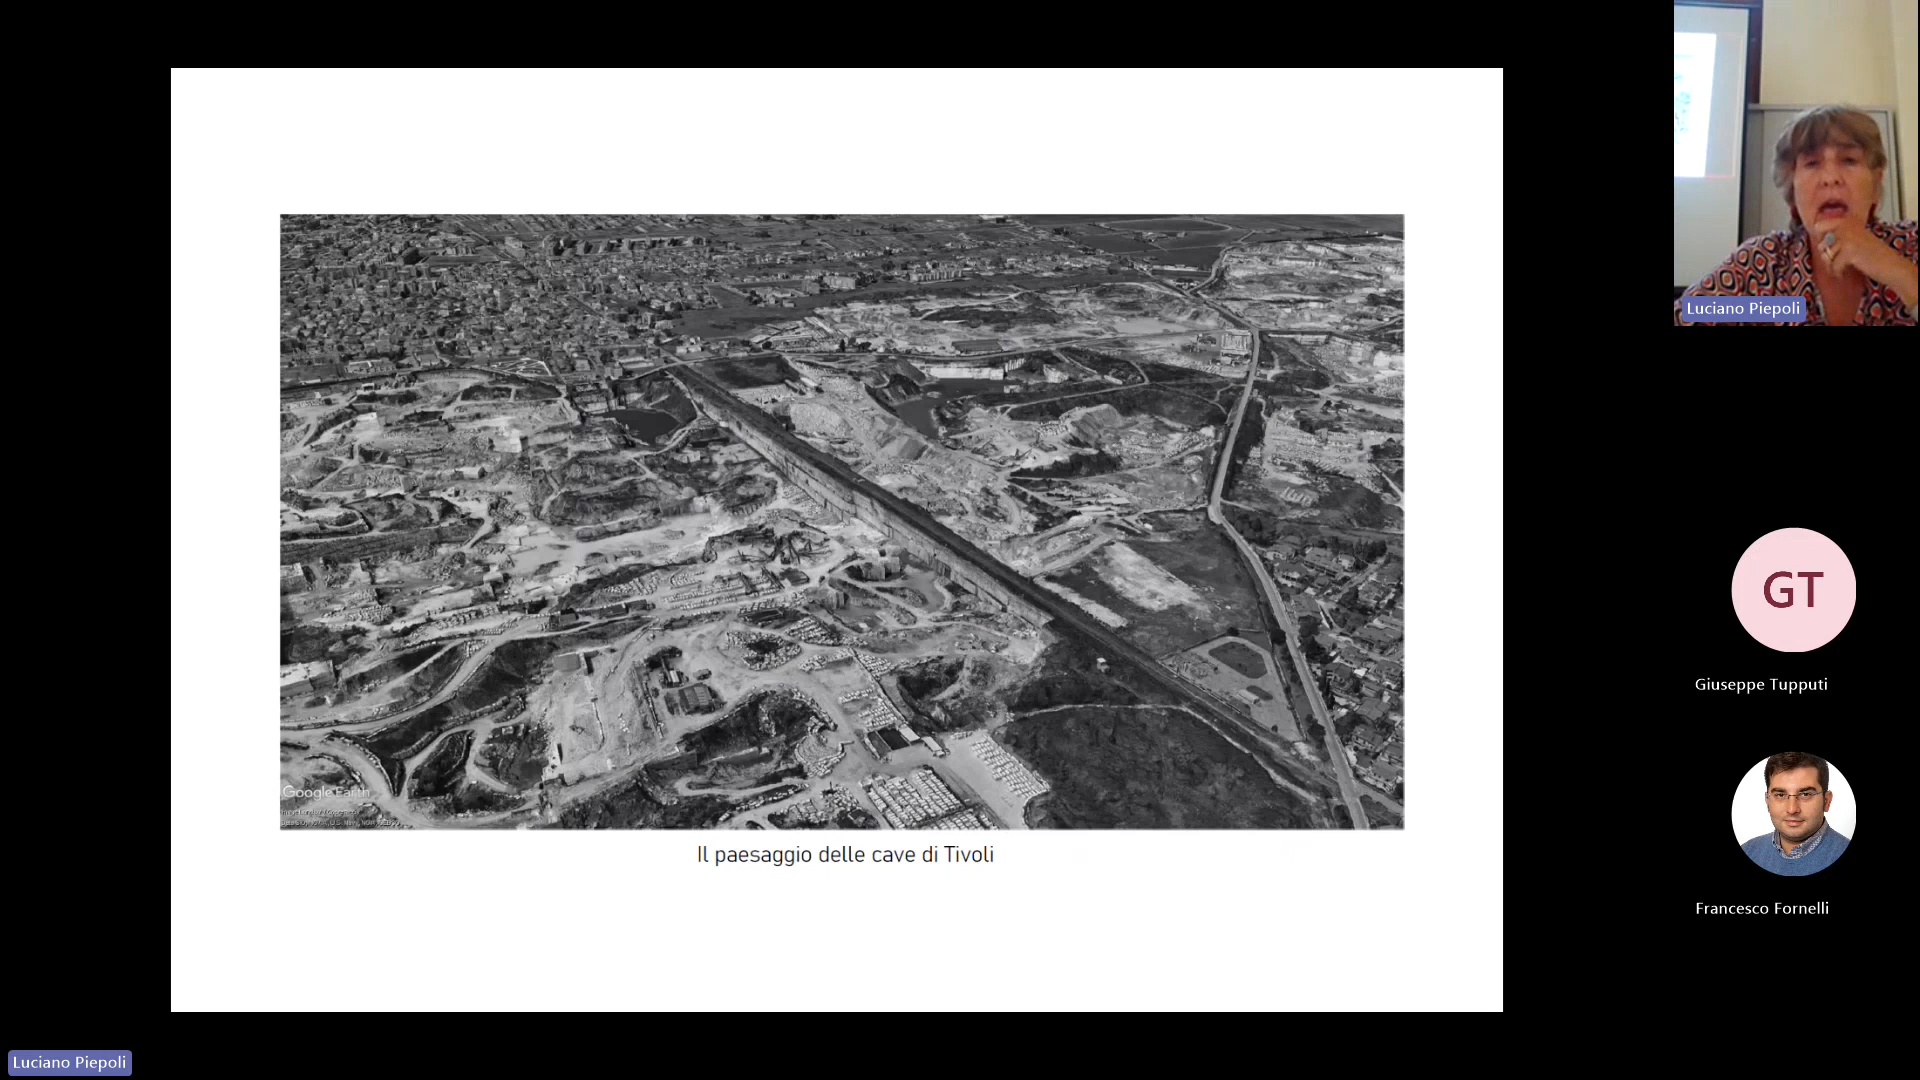 Luciano Piepoli
GT
Giuseppe Tupputi
Google Earth
Il paesaggio delle cave di Tivoli
Francesco Fornelli
Luciano Piepoli